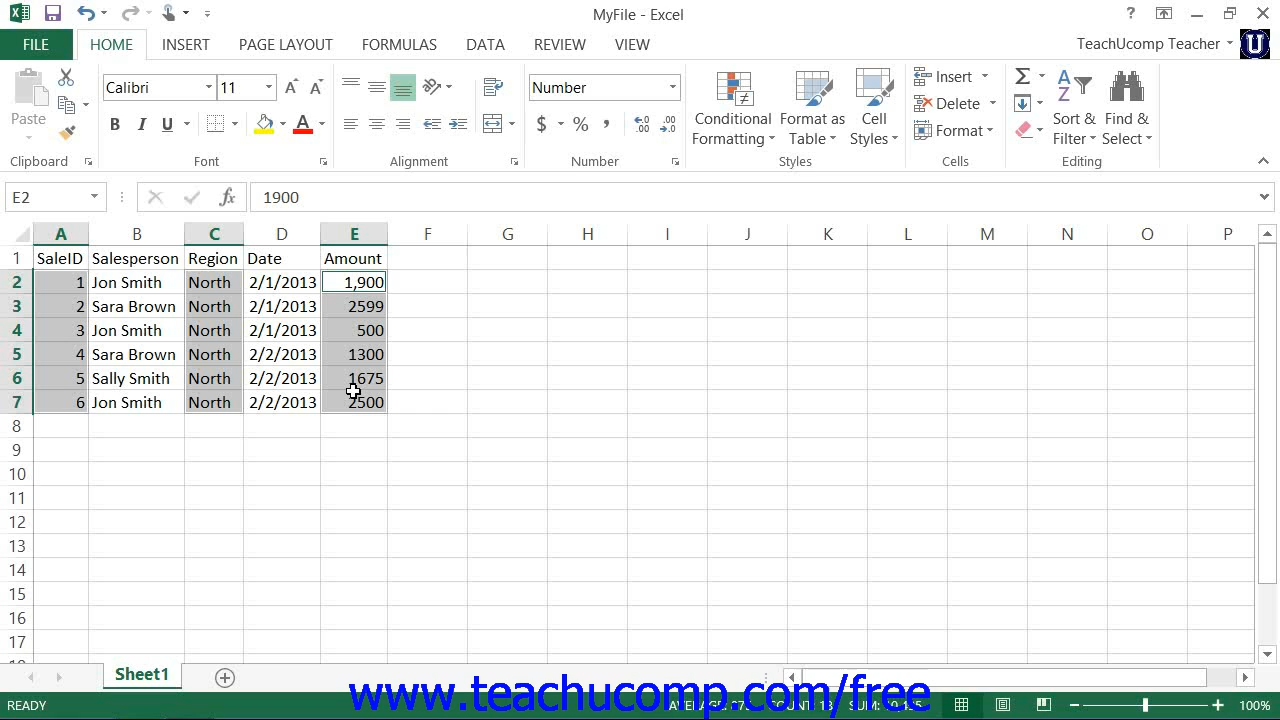 MyFile - Excel
?
FILE HOME INSERT PAGE LAYOUT FORMULAS DATA REVIEW VIEW TeachUcomp Teacher U
Paste
Clipboard
Calibri 11
B I U A
Font
Alignment
Number
$ % ,
Number
Conditional Formatting
Format as Table
Cell Styles
Styles
Insert
Delete
Format
Cells
Sort & Filter
Find & Select
Editing
E2 fx 1900
A B C D E F G H I J K L M N O P
1 SaleID Salesperson Region Date Amount
2 1 Jon Smith North 2/1/2013 1,900
3 2 Sara Brown North 2/1/2013 2599
4 3 Jon Smith North 2/1/2013 500
5 4 Sara Brown North 2/2/2013 1300
6 5 Sally Smith North 2/2/2013 1675
7 6 Jon Smith North 2/2/2013 2500
8
9
10
11
12
13
14
15
16
17
Sheet1
www.teachucomp.com/free
READY 100%